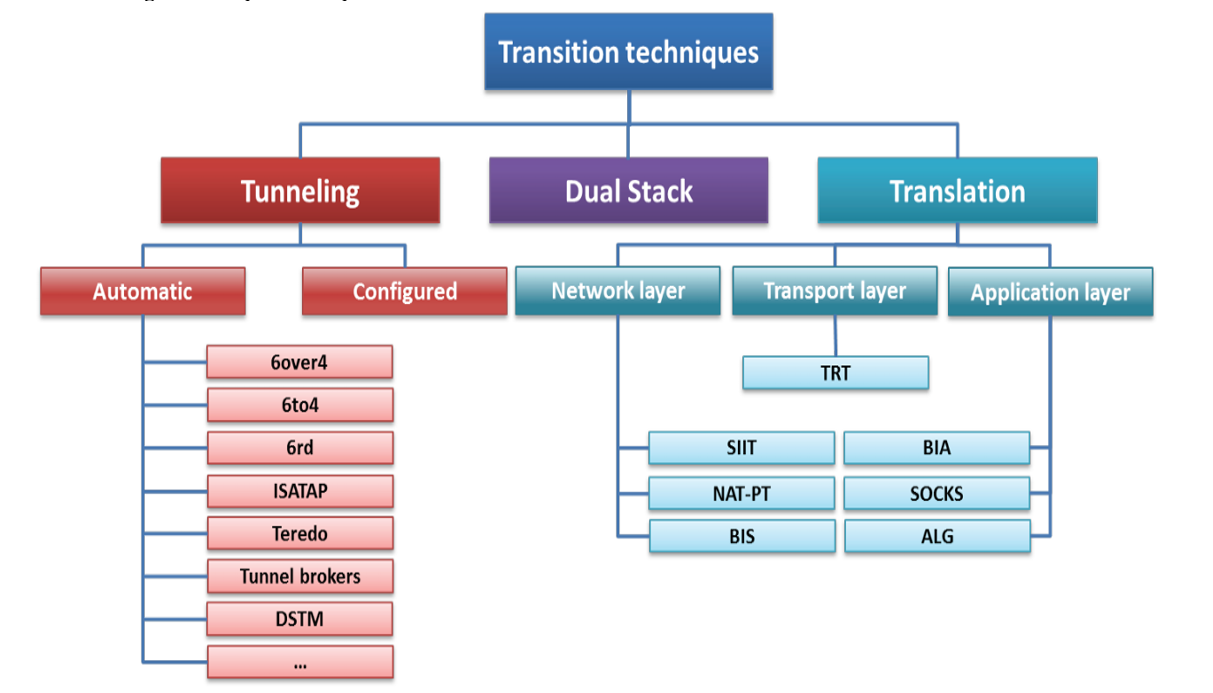 Transition techniques
Tunneling
Dual Stack
Translation
Automatic
Configured
Network layer
Transport layer
Application layer
6over4
6to4
6rd
ISATAP
Teredo
Tunnel brokers
DSTM
...
TRT
SIIT
BIA
NAT-PT
SOCKS
BIS
ALG